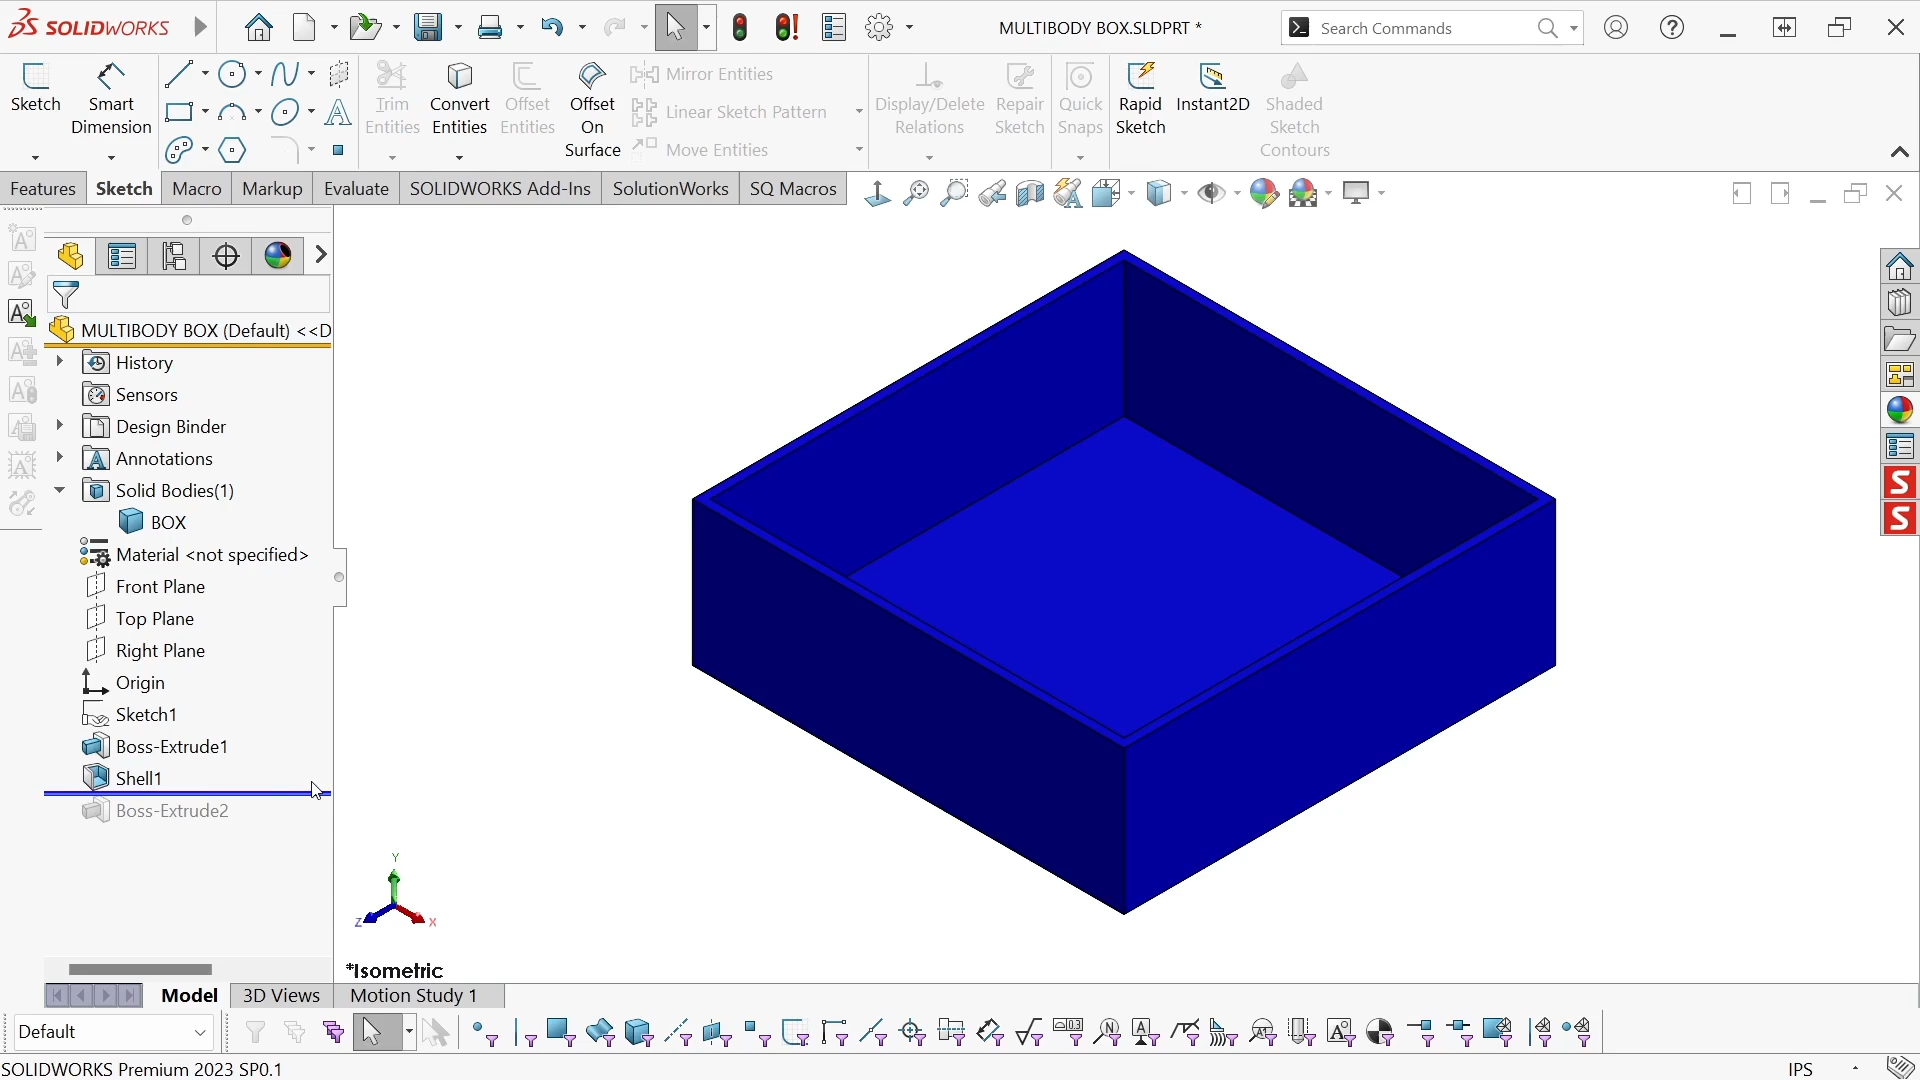 SOLIDWORKS
MULTIBODY BOX.SLDPRT *
Search Commands
Sketch
Smart Dimension
Trim Entities
Convert Entities
Offset Entities
Offset On Surface
Mirror Entities
Linear Sketch Pattern
Move Entities
Display/Delete Relations
Repair Sketch
Quick Snaps
Rapid Sketch
Instant2D
Shaded Sketch Contours
Features
Sketch
Macro
Markup
Evaluate
SOLIDWORKS Add-Ins
SolutionWorks
SQ Macros
MULTIBODY BOX (Default) <<D
History
Sensors
Design Binder
Annotations
Solid Bodies(1)
BOX
Material <not specified>
Front Plane
Top Plane
Right Plane
Origin
Sketch1
Boss-Extrude1
Shell1
Boss-Extrude2
Y
Z
X
*Isometric
Model
3D Views
Motion Study 1
Default
SOLIDWORKS Premium 2023 SP0.1
IPS